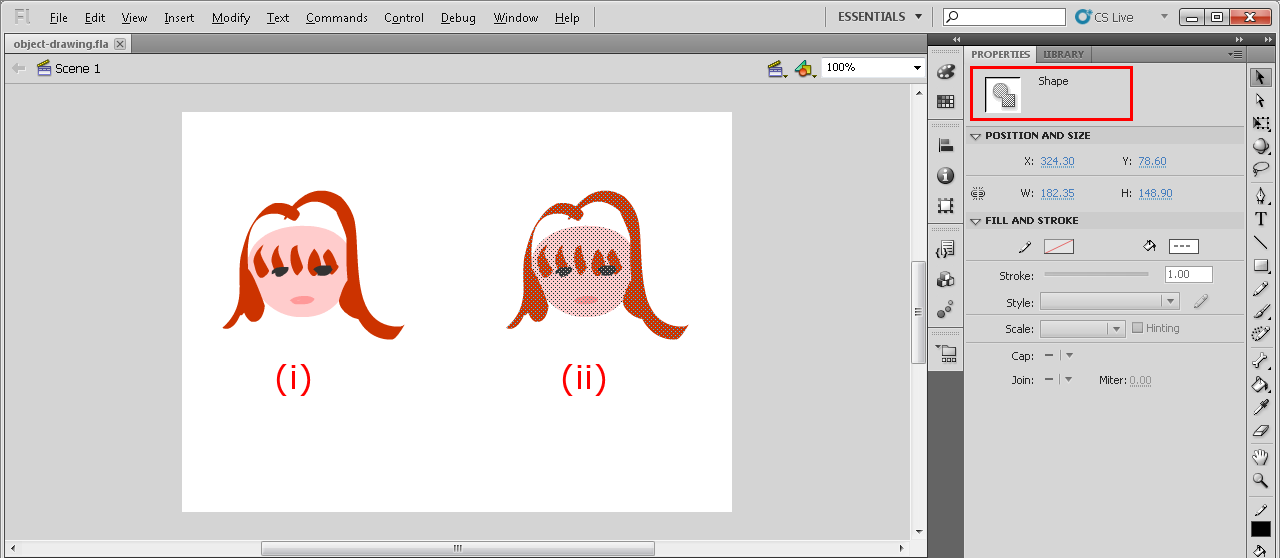 Fl File Edit View Insert Modify Text Commands Control Debug Window Help ESSENTIALS CS Live
object-drawing.fla
Scene 1 100%
PROPERTIES LIBRARY
Shape
POSITION AND SIZE
X: 324.30 Y: 78.60
W: 182.35 H: 148.90
FILL AND STROKE
Stroke: 1.00
Style:
Scale: Hinting
Cap:
Join: Miter: 0.00
(i) (ii)